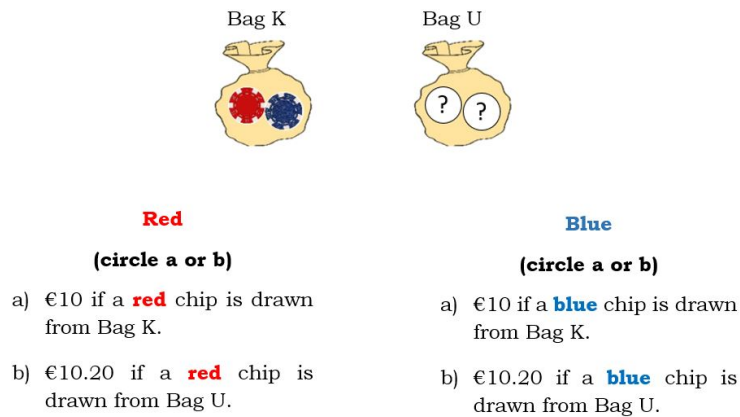 Bag K
Bag U
?
?
Red
(circle a or b)
a) €10 if a red chip is drawn
from Bag K.
b) €10.20 if a red chip is
drawn from Bag U.
Blue
(circle a or b)
a) €10 if a blue chip is drawn
from Bag K.
b) €10.20 if a blue chip is
drawn from Bag U.